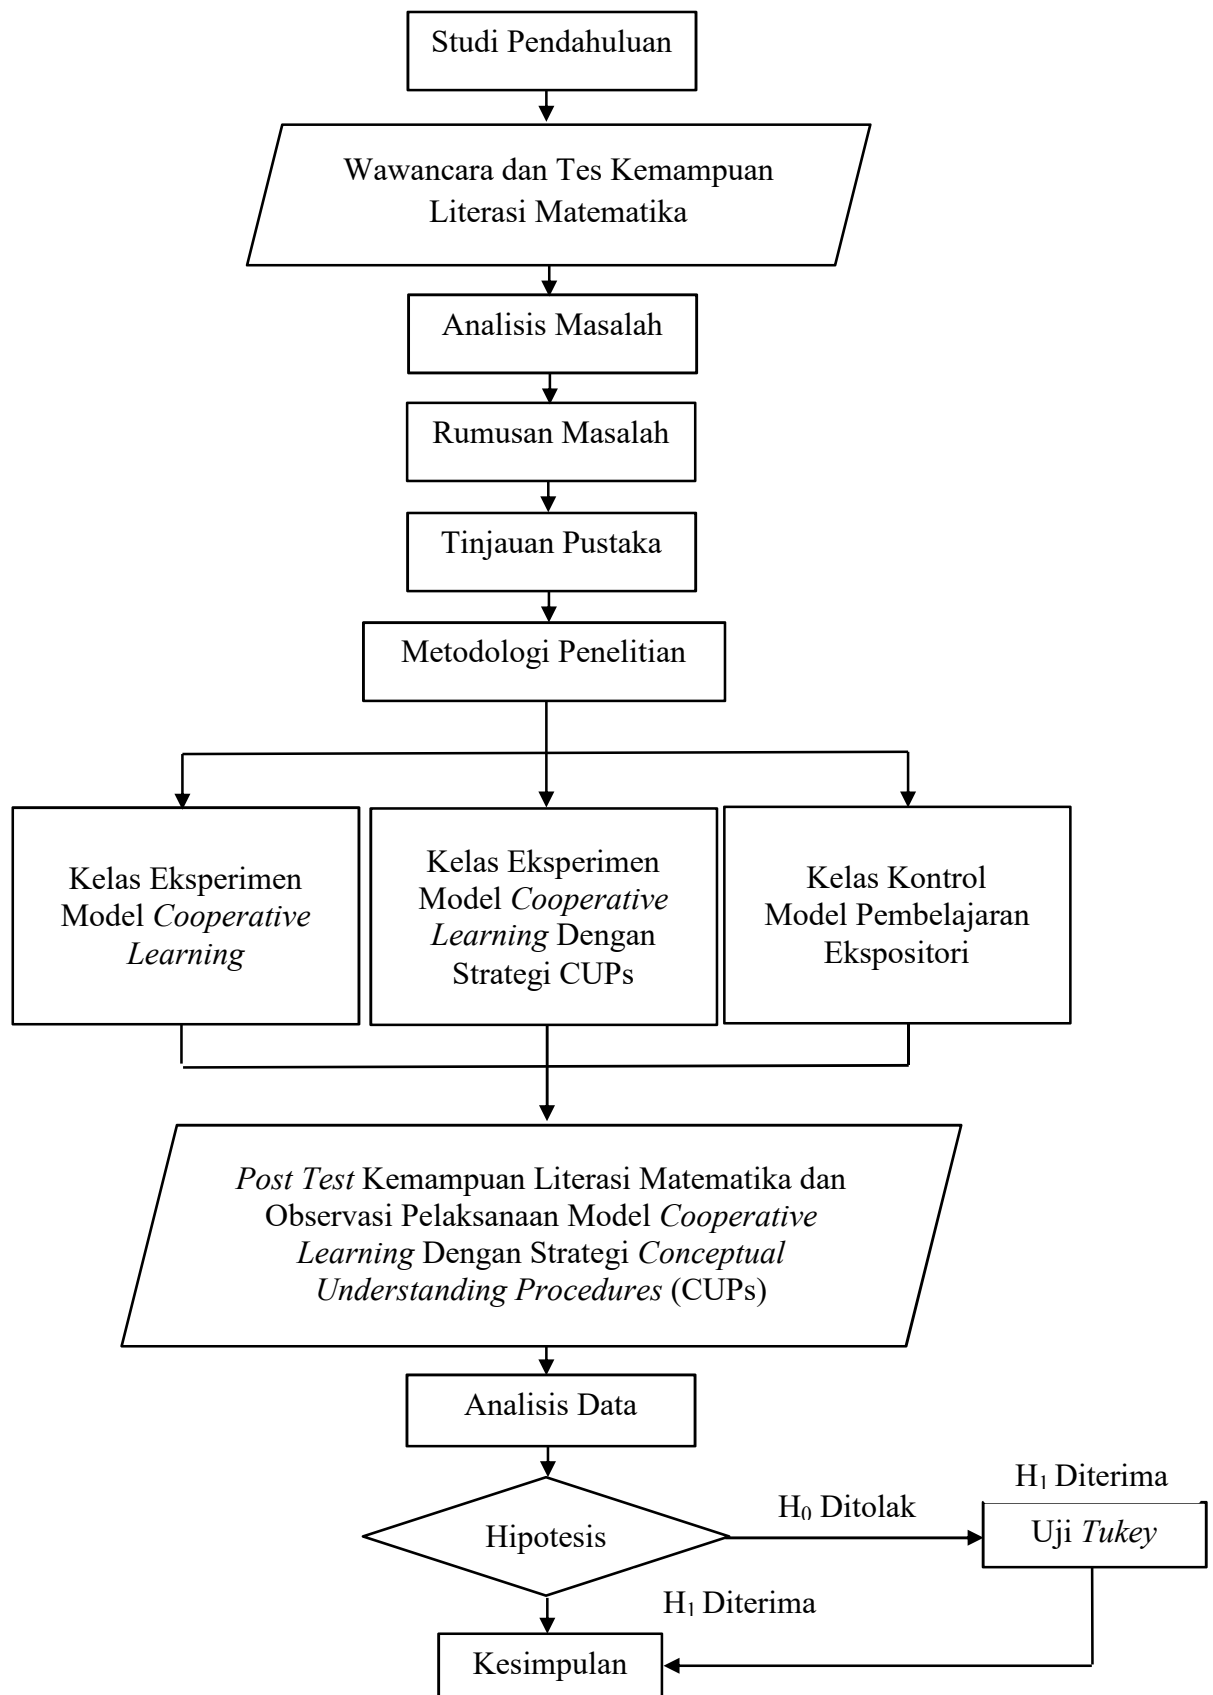 Studi Pendahuluan
Wawancara dan Tes Kemampuan
Literasi Matematika
Analisis Masalah
Rumusan Masalah
Tinjauan Pustaka
Metodologi Penelitian
Kelas Eksperimen
Model Cooperative
Learning
Kelas Eksperimen
Model Cooperative
Learning Dengan
Strategi CUPs
Kelas Kontrol
Model Pembelajaran
Ekspositori
Post Test Kemampuan Literasi Matematika dan
Observasi Pelaksanaan Model Cooperative
Learning Dengan Strategi Conceptual
Understanding Procedures (CUPs)
Analisis Data
Hipotesis
H₀ Ditolak
H₁ Diterima
Uji Tukey
H₁ Diterima
Kesimpulan